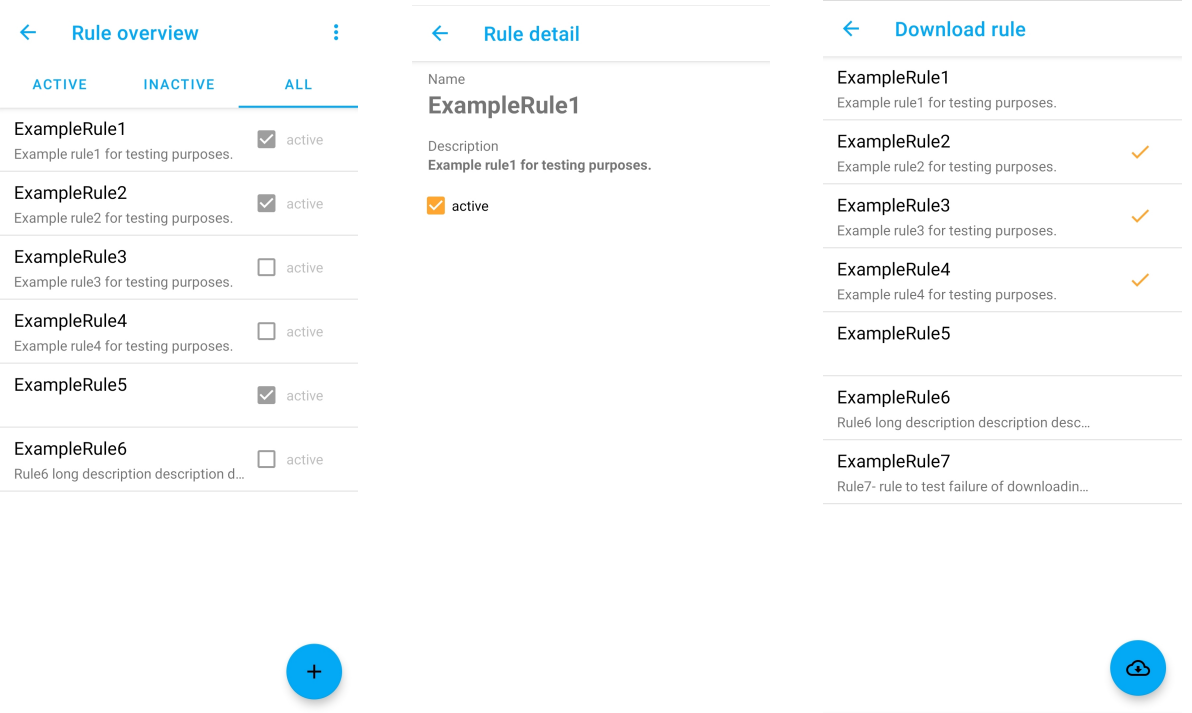 Rule overview
ACTIVE INACTIVE ALL
ExampleRule1
Example rule1 for testing purposes.
active
ExampleRule2
Example rule2 for testing purposes.
active
ExampleRule3
Example rule3 for testing purposes.
active
ExampleRule4
Example rule4 for testing purposes.
active
ExampleRule5
active
ExampleRule6
Rule6 long description description d...
active
Rule detail
Name
ExampleRule1
Description
Example rule1 for testing purposes.
active
Download rule
ExampleRule1
Example rule1 for testing purposes.
ExampleRule2
Example rule2 for testing purposes.
ExampleRule3
Example rule3 for testing purposes.
ExampleRule4
Example rule4 for testing purposes.
ExampleRule5
ExampleRule6
Rule6 long description description desc...
ExampleRule7
Rule7- rule to test failure of downloadin...